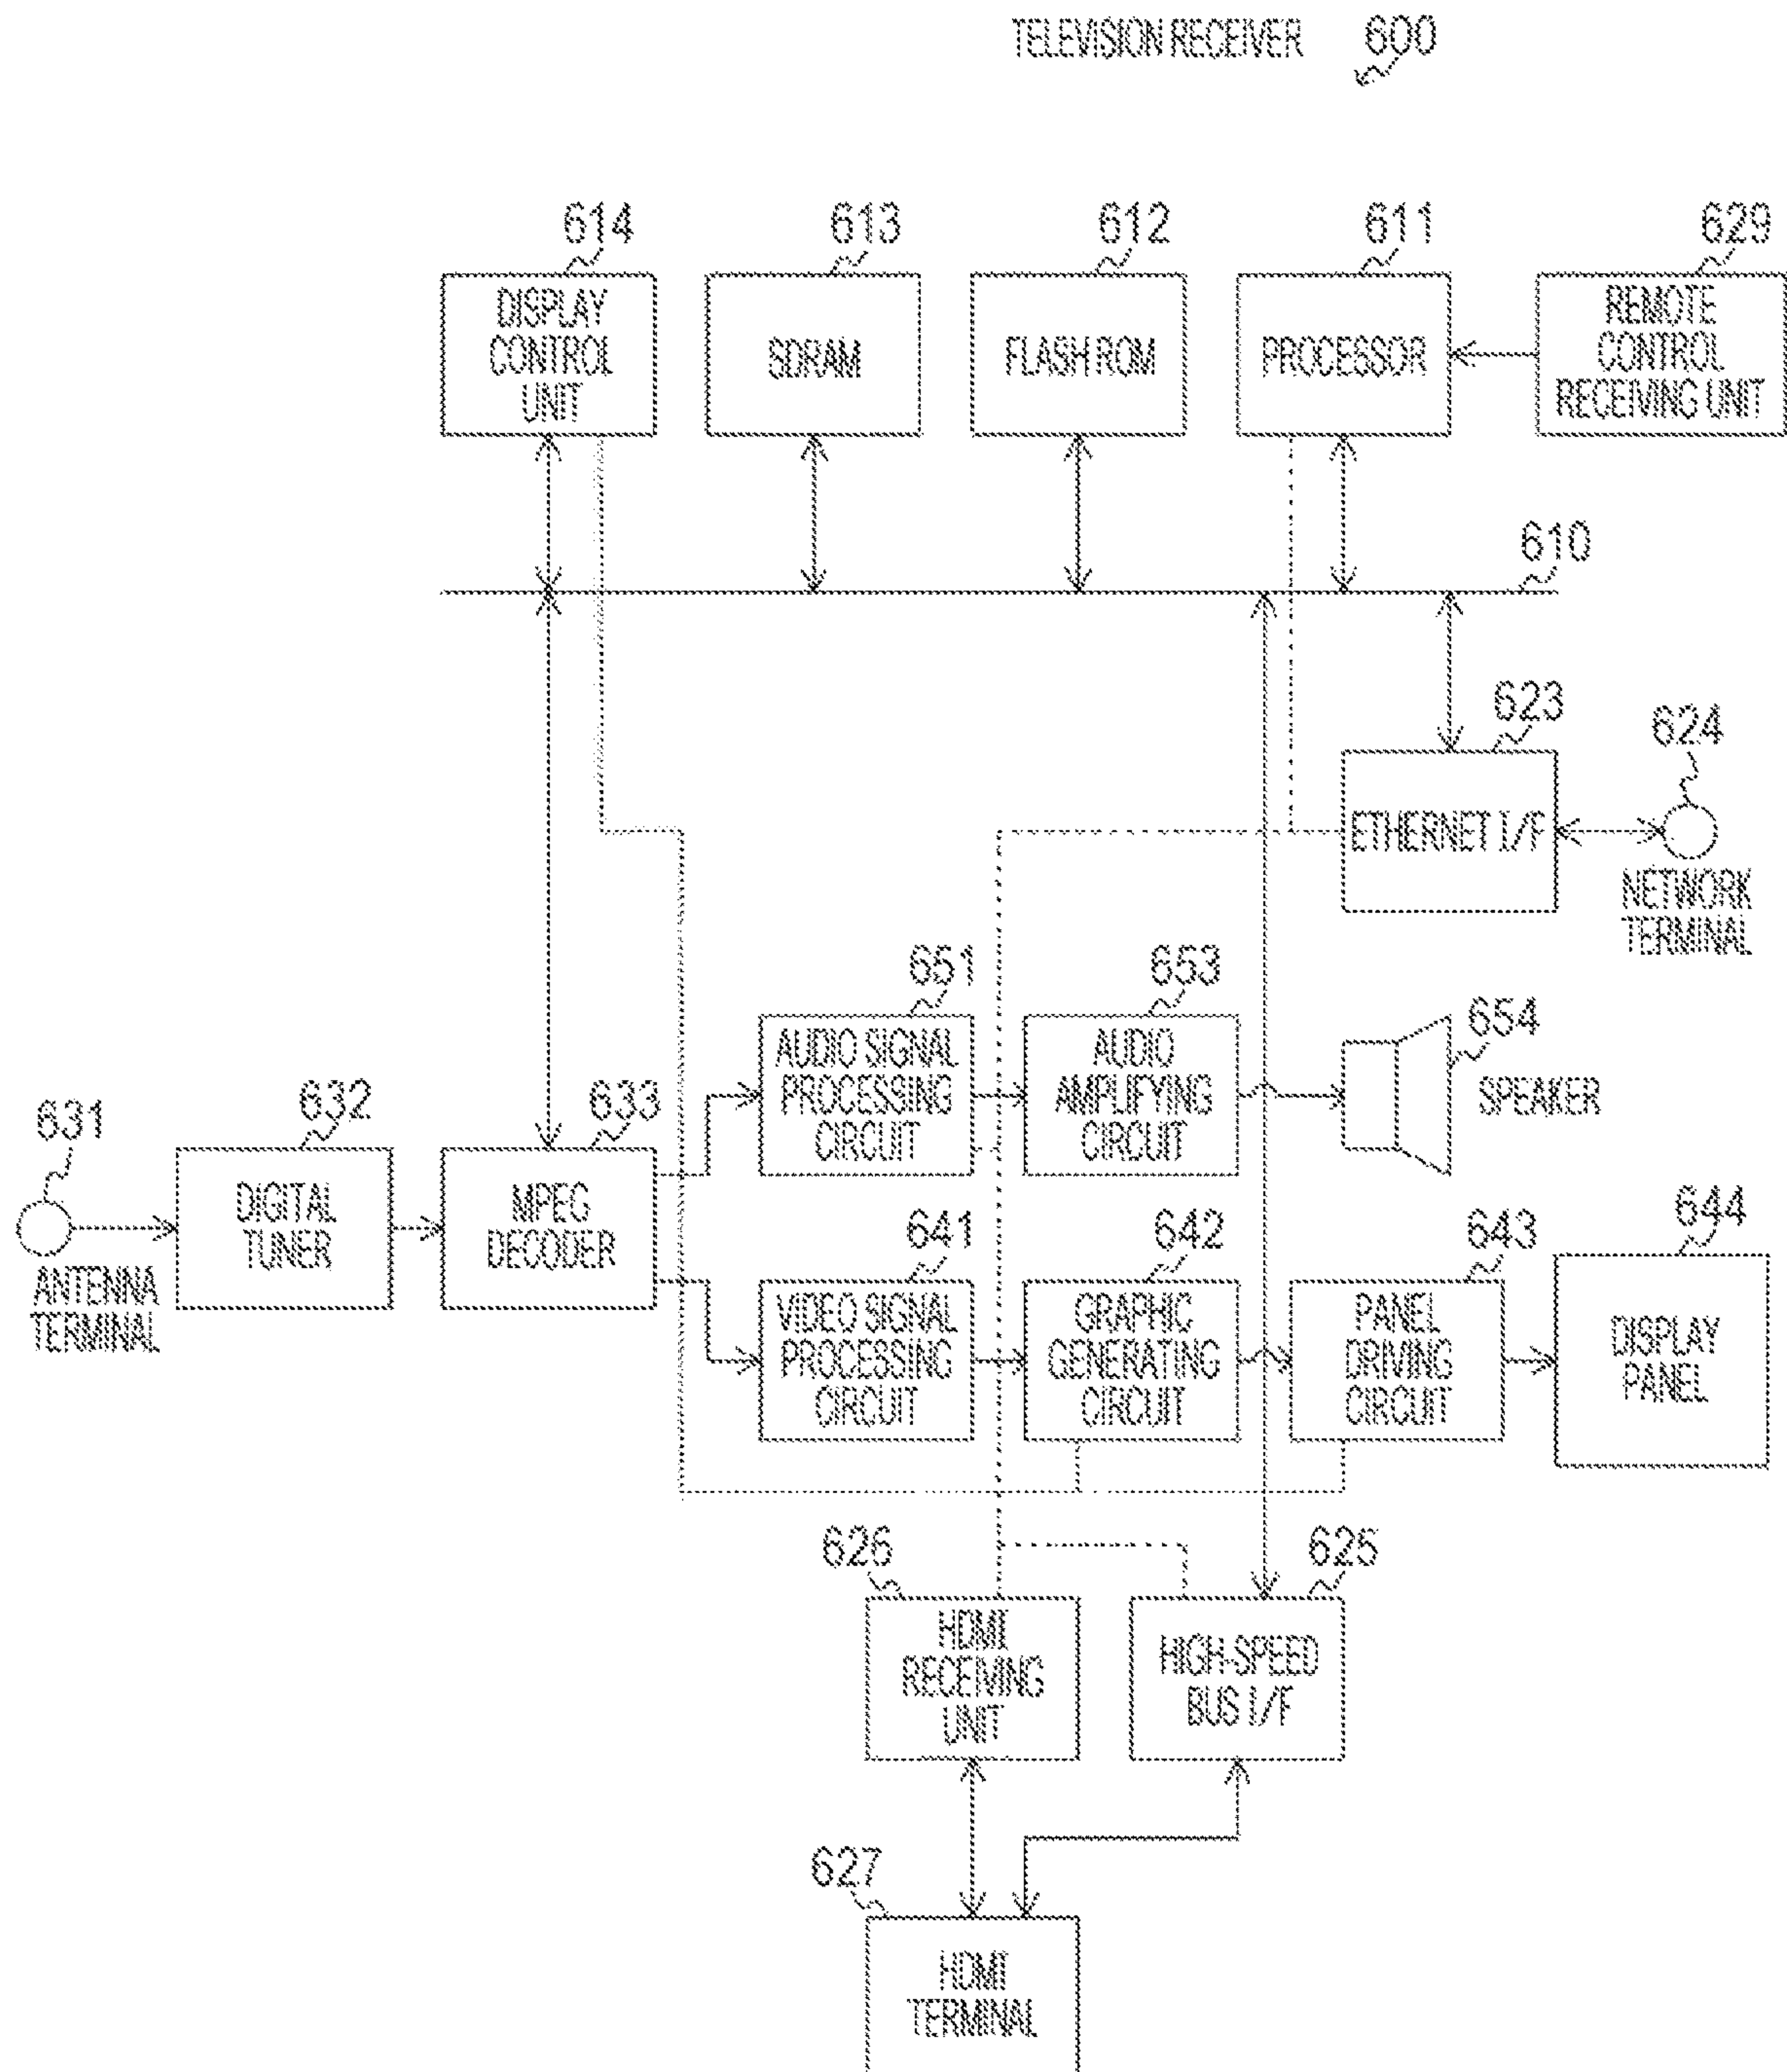 TELEVISION RECEIVER 600
614
613
612
611
629
DISPLAY
CONTROL
UNIT
SDRAM
FLASH ROM
PROCESSOR
REMOTE
CONTROL
RECEIVING UNIT
610
623
624
ETHERNET I/F
NETWORK
TERMINAL
651
653
654
AUDIO SIGNAL
PROCESSING
CIRCUIT
AUDIO
AMPLIFYING
CIRCUIT
SPEAKER
631
632
633
ANTENNA
TERMINAL
DIGITAL
TUNER
MPEG
DECODER
641
642
643
644
VIDEO SIGNAL
PROCESSING
CIRCUIT
GRAPHIC
GENERATING
CIRCUIT
PANEL
DRIVING
CIRCUIT
DISPLAY
PANEL
626
625
HDMI
RECEIVING
UNIT
HIGH-SPEED
BUS I/F
627
HDMI
TERMINAL